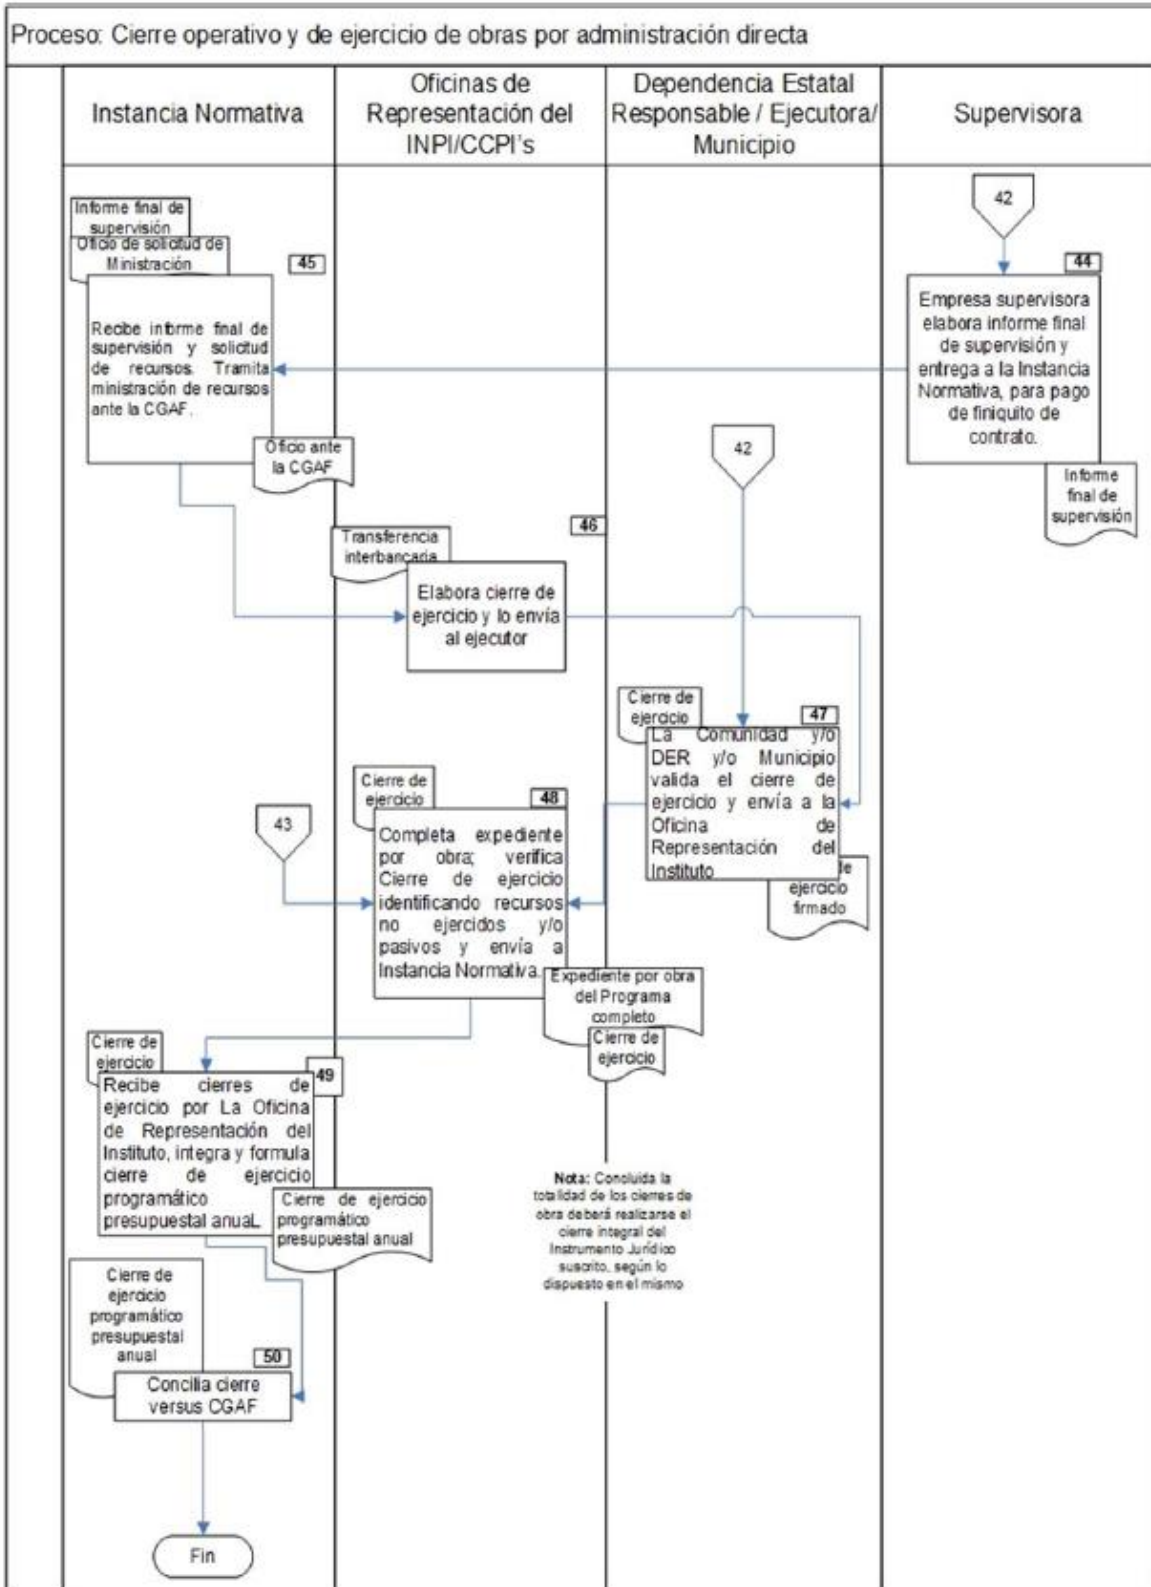 Proceso: Cierre operativo y de ejercicio de obras por administración directa
Instancia Normativa
Oficinas de
Representación del
INPI/CCPI's
Dependencia Estatal
Responsable / Ejecutora/
Municipio
Supervisora
42
44
Empresa supervisora
elabora informe final
de supervisión y
entrega a la Instancia
Normativa, para pago
de finiquito de
contrato.
Informe
final de
supervisión
Informe final de
supervisión
Oficio de solicitud de
Ministración
45
Recibe informe final de
supervisión y solicitud
de recursos. Tramita
ministración de recursos
ante la CGAF.
Oficio ante
la CGAF
42
46
Transferencia
interbancaria
Elabora cierre de
ejercicio y lo envía
al ejecutor
Cierre de
ejercicio
47
La Comunidad y/o
DER y/o Municipio
valida el cierre de
ejercicio y envía a la
Oficina de
Representación del
Instituto
de
ejercicio
firmado
43
Cierre de
ejercicio
48
Completa expediente
por obra; verifica
Cierre de ejercicio
identificando recursos
no ejercidos y/o
pasivos y envía a
Instancia Normativa.
Expediente por obra
del Programa
completo
Cierre de
ejercicio
Cierre de
ejercicio
49
Recibe cierres de
ejercicio por La Oficina
de Representación del
Instituto, integra y formula
cierre de ejercicio
programático
presupuestal anual.
Cierre de ejercicio
programático
presupuestal anual
Nota: Concluida la
totalidad de los cierres de
obra deberá realizarse el
cierre integral del
Instrumento Jurídico
suscrito, según lo
dispuesto en el mismo
Cierre de
ejercicio
programático
presupuestal
anual
50
Concilia cierre
versus CGAF
Fin